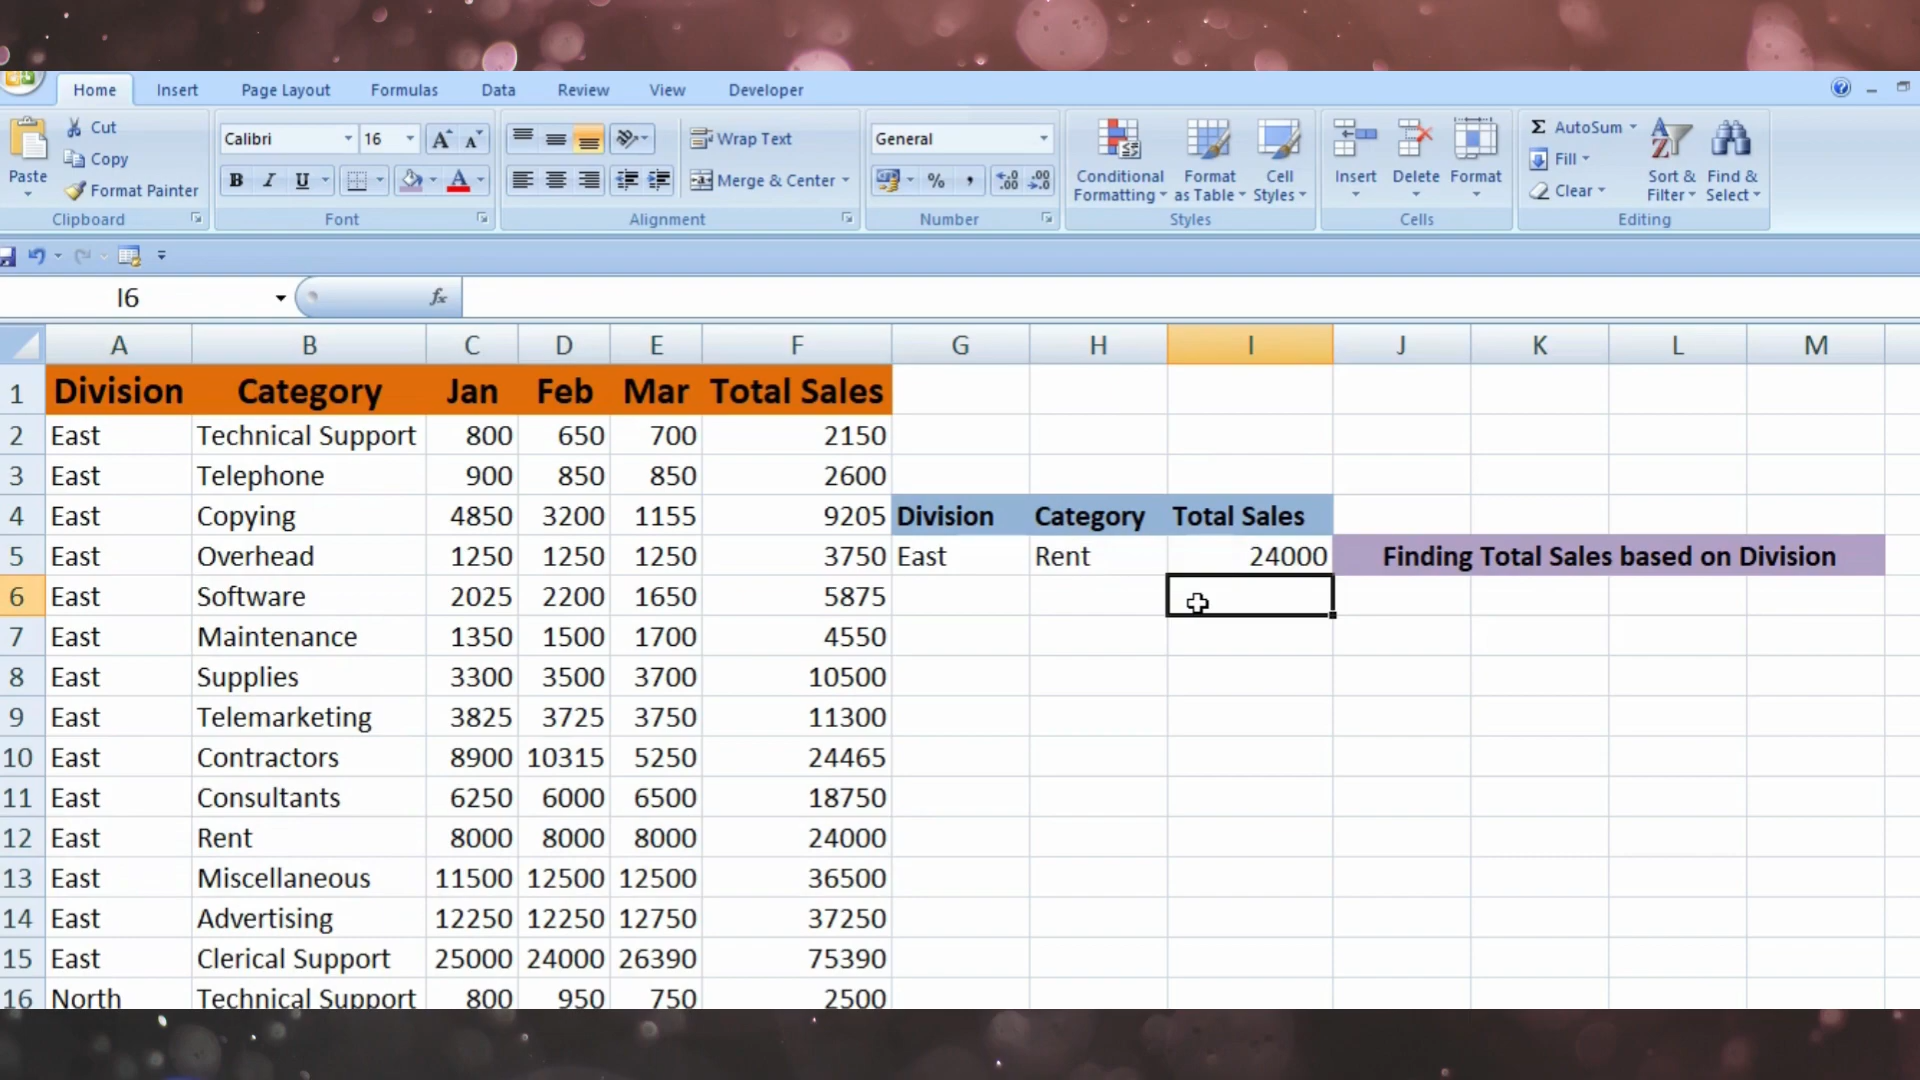 Home Insert Page Layout Formulas Data Review View Developer
Cut
Copy
Format Painter
Paste
Clipboard
Calibri 16
B I U
Font
Wrap Text
Merge & Center
Alignment
General
Number
Conditional Formatting
Format as Table
Cell Styles
Styles
Insert Delete Format
Cells
Σ AutoSum
Fill
Clear
Sort & Filter
Find & Select
Editing
I6 fx
A B C D E F G H I J K L M
1 Division Category Jan Feb Mar Total Sales
2 East Technical Support 800 650 700 2150
3 East Telephone 900 850 850 2600
4 East Copying 4850 3200 1155 9205 Division Category Total Sales
5 East Overhead 1250 1250 1250 3750 East Rent 24000 Finding Total Sales based on Division
6 East Software 2025 2200 1650 5875
7 East Maintenance 1350 1500 1700 4550
8 East Supplies 3300 3500 3700 10500
9 East Telemarketing 3825 3725 3750 11300
10 East Contractors 8900 10315 5250 24465
11 East Consultants 6250 6000 6500 18750
12 East Rent 8000 8000 8000 24000
13 East Miscellaneous 11500 12500 12500 36500
14 East Advertising 12250 12250 12750 37250
15 East Clerical Support 25000 24000 26390 75390
16 North Technical Support 800 950 750 2500